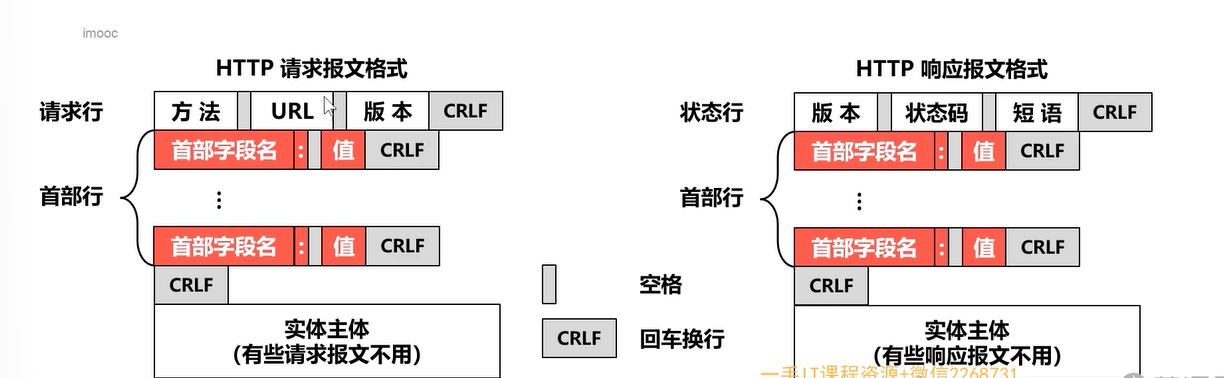 imooc
HTTP 请求报文格式
请求行 方 法 URL 版 本 CRLF
首部行
首部字段名 : 值 CRLF
⋮
首部字段名 : 值 CRLF
CRLF
实体主体
(有些请求报文不用)
空格
CRLF 回车换行
HTTP 响应报文格式
状态行 版 本 状态码 短 语 CRLF
首部行
首部字段名 : 值 CRLF
⋮
首部字段名 : 值 CRLF
CRLF
实体主体
(有些响应报文不用)
一手IT课程资源+微信2268731